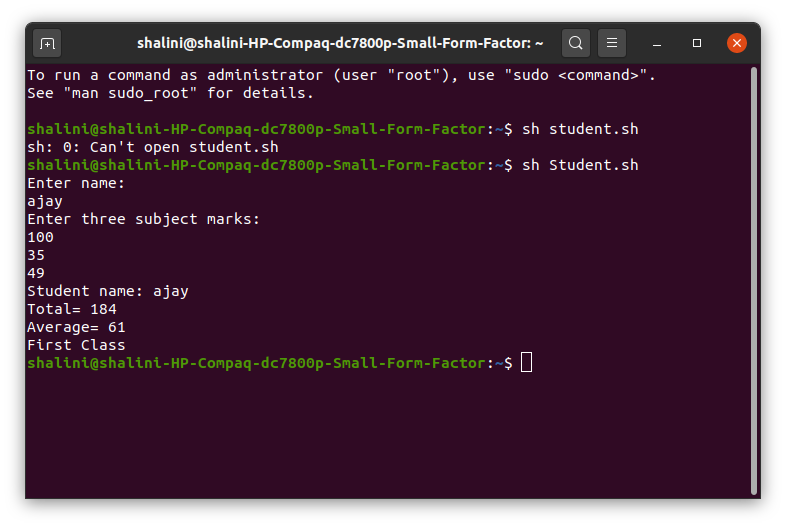 shalini@shalini-HP-Compaq-dc7800p-Small-Form-Factor: ~
To run a command as administrator (user "root"), use "sudo <command>".
See "man sudo_root" for details.
shalini@shalini-HP-Compaq-dc7800p-Small-Form-Factor:~$ sh student.sh
sh: 0: Can't open student.sh
shalini@shalini-HP-Compaq-dc7800p-Small-Form-Factor:~$ sh Student.sh
Enter name:
ajay
Enter three subject marks:
100
35
49
Student name: ajay
Total= 184
Average= 61
First Class
shalini@shalini-HP-Compaq-dc7800p-Small-Form-Factor:~$